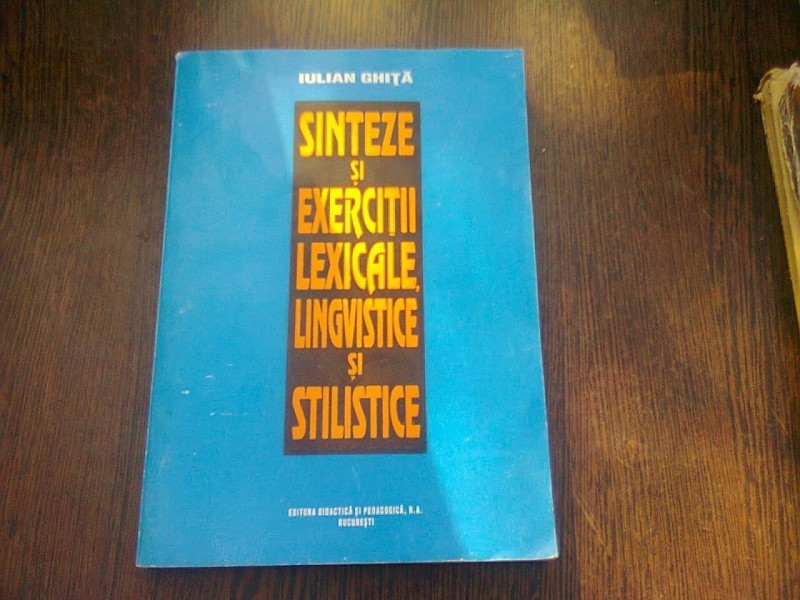 IULIAN GHIȚĂ
SINTEZE
ȘI
EXERCIȚII
LEXICALE,
LINGVISTICE
ȘI
STILISTICE
EDITURA DIDACTICĂ ȘI PEDAGOGICĂ, R.A.
BUCUREȘTI